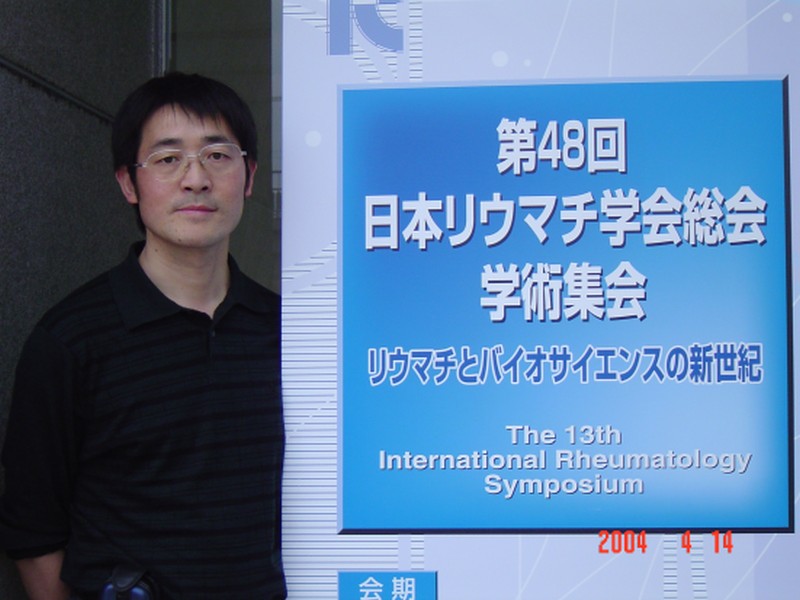 第48回
日本リウマチ学会総会
学術集会
リウマチとバイオサイエンスの新世紀
The 13th
International Rheumatology
Symposium
2004 4 14
会期